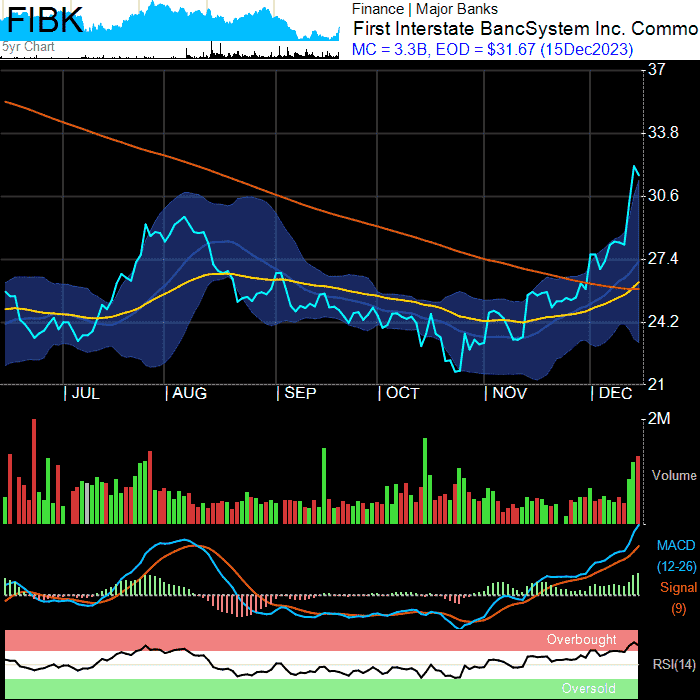 FIBK
5yr Chart
Finance | Major Banks
First Interstate BancSystem Inc. Commo
MC = 3.3B, EOD = $31.67 (15Dec2023)
37
33.8
30.6
27.4
24.2
21
| JUL | AUG | SEP | OCT | NOV | DEC
2M
Volume
MACD
(12-26)
Signal
(9)
Overbought
RSI(14)
Oversold